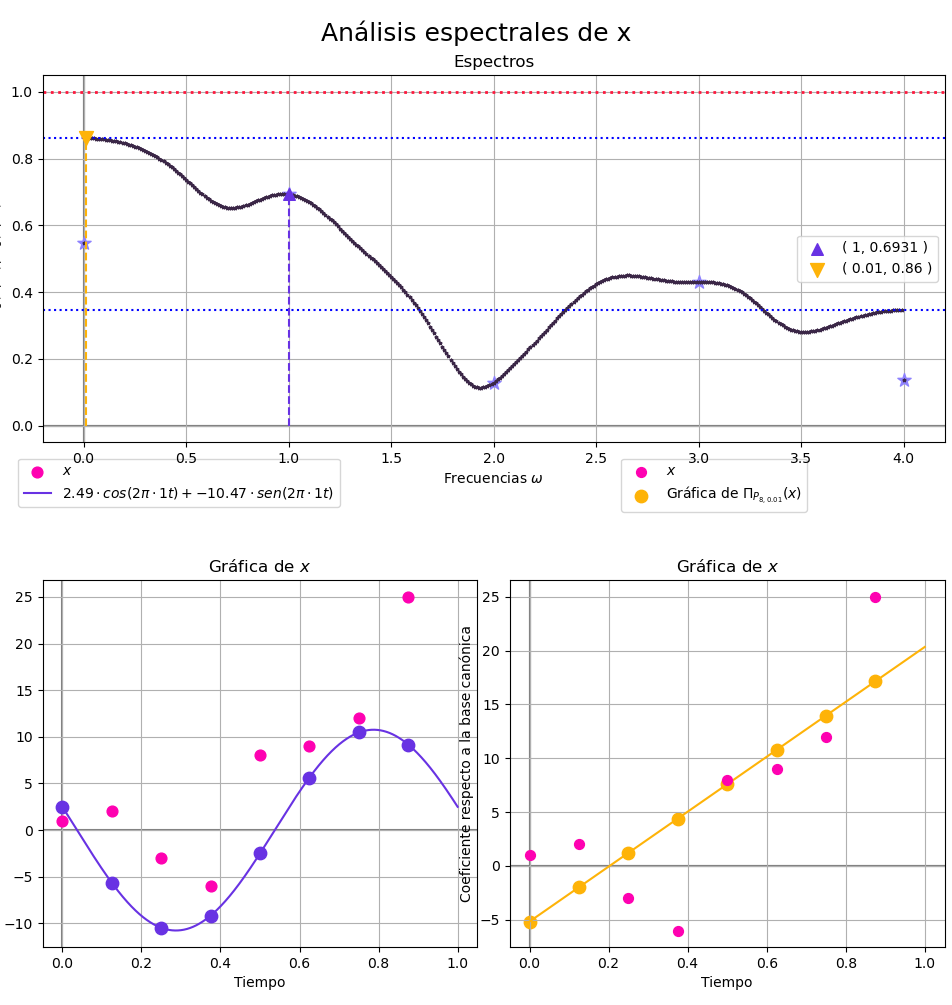 Análisis espectrales de x
Espectros
1.0
0.8
0.6
0.4
0.2
0.0
( 1, 0.6931 )
( 0.01, 0.86 )
0.0 0.5 1.0 1.5 2.0 2.5 3.0 3.5 4.0
Frecuencias ω
x
2.49 · cos(2π · 1t) + −10.47 · sen(2π · 1t)
x
Gráfica de Π_{P_{8, 0.01}}(x)
Gráfica de x
25
20
15
10
5
0
−5
−10
0.0 0.2 0.4 0.6 0.8 1.0
Tiempo
Gráfica de x
Coeficiente respecto a la base canónica
25
20
15
10
5
0
−5
0.0 0.2 0.4 0.6 0.8 1.0
Tiempo